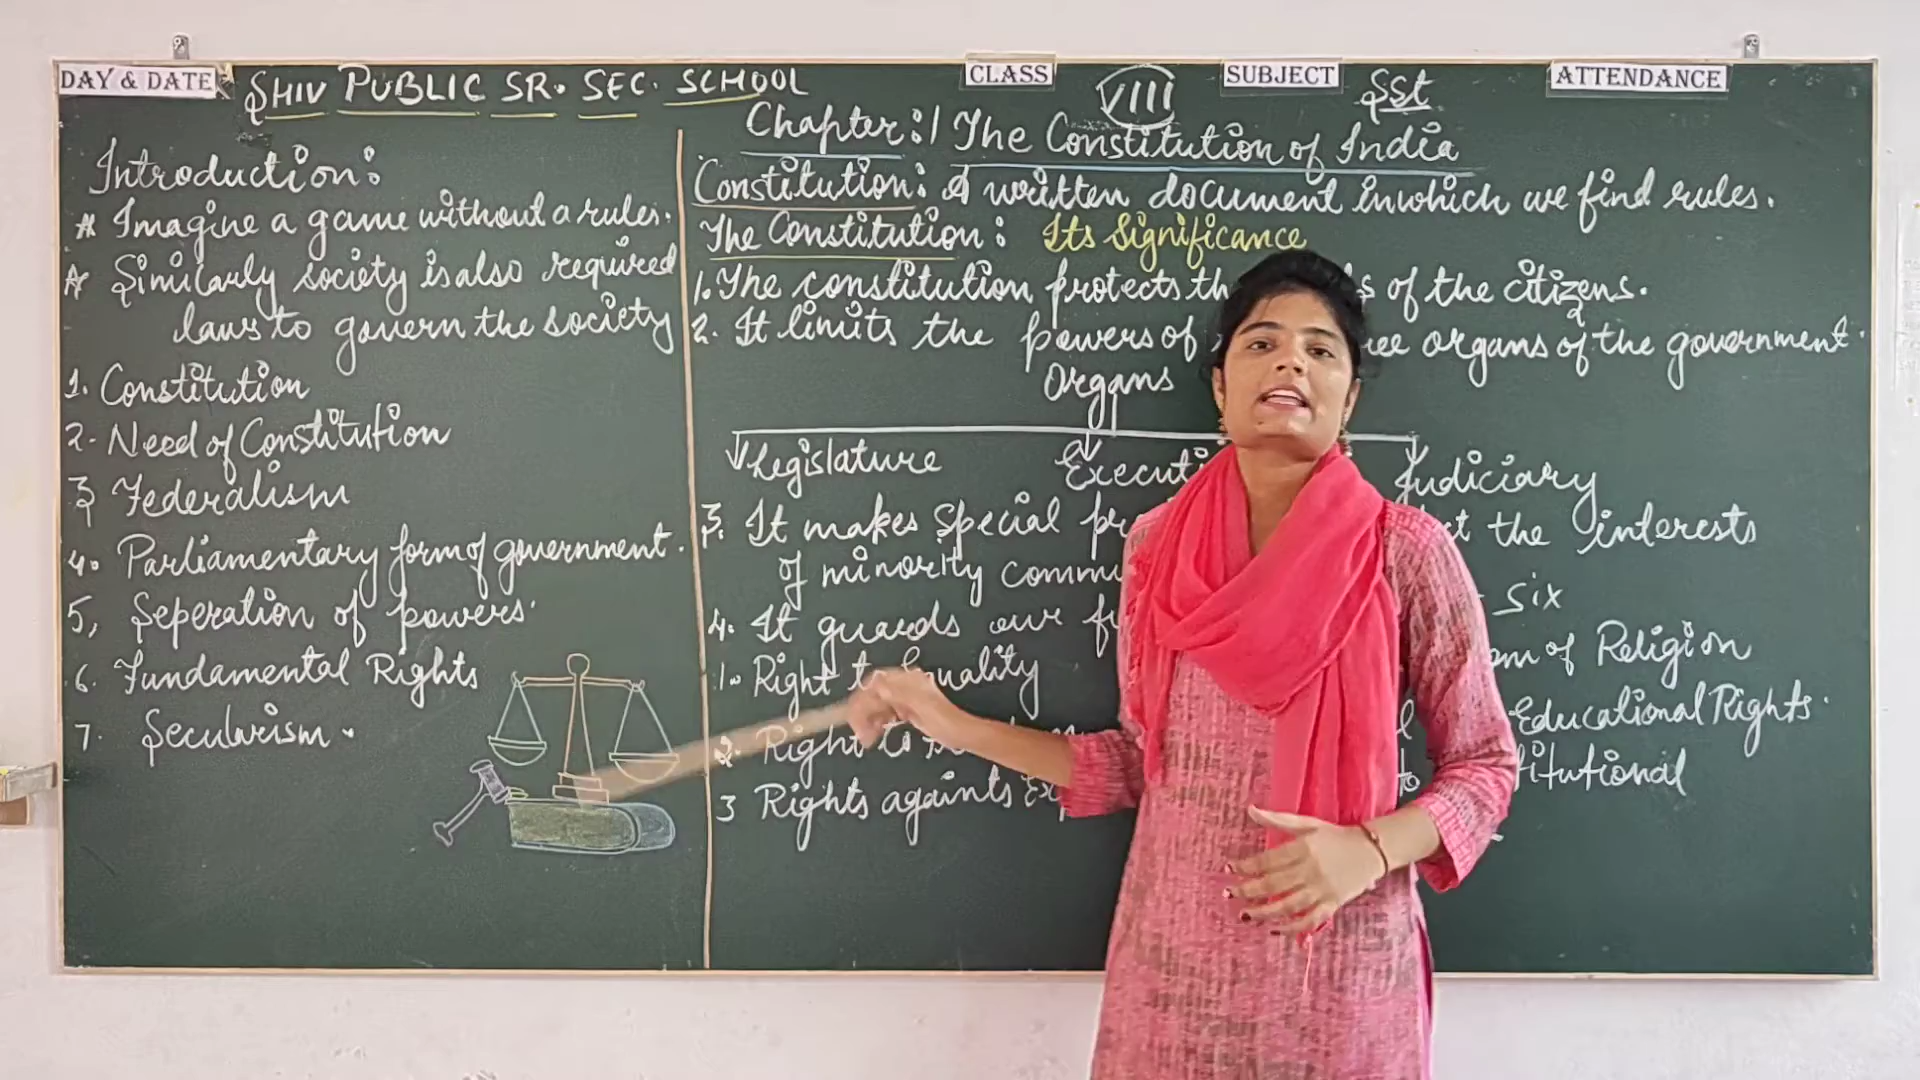 DAY & DATE
SHIV PUBLIC SR. SEC. SCHOOL
CLASS
VIII
SUBJECT
SSt
ATTENDANCE
Introduction:
Imagine a game without a rules.
Similarly society is also required
laws to govern the society
1. Constitution
2. Need of Constitution
3 Federalism
4. Parliamentary form of government.
5, Seperation of powers.
6. Fundamental Rights
7. Secularism.
Chapter:1 The Constitution of India
Constitution: A written document in which we find rules.
The Constitution: Its Significance
1. The constitution protects of the citizens.
2. It limits the powers of organs of the government.
Organs
Legislature Judiciary
3. It makes special the interests
of minority
4. It guards our Six
1. Right to Equality of Religion
2. Right to Educational Rights.
3 Rights againts